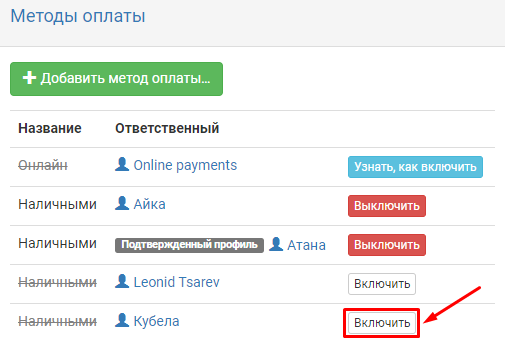 Методы оплаты
Добавить метод оплаты...
Название Ответственный
Онлайн Online payments Узнать, как включить
Наличными Айка Выключить
Наличными Подтвержденный профиль Атана Выключить
Наличными Leonid Tsarev Включить
Наличными Кубела Включить